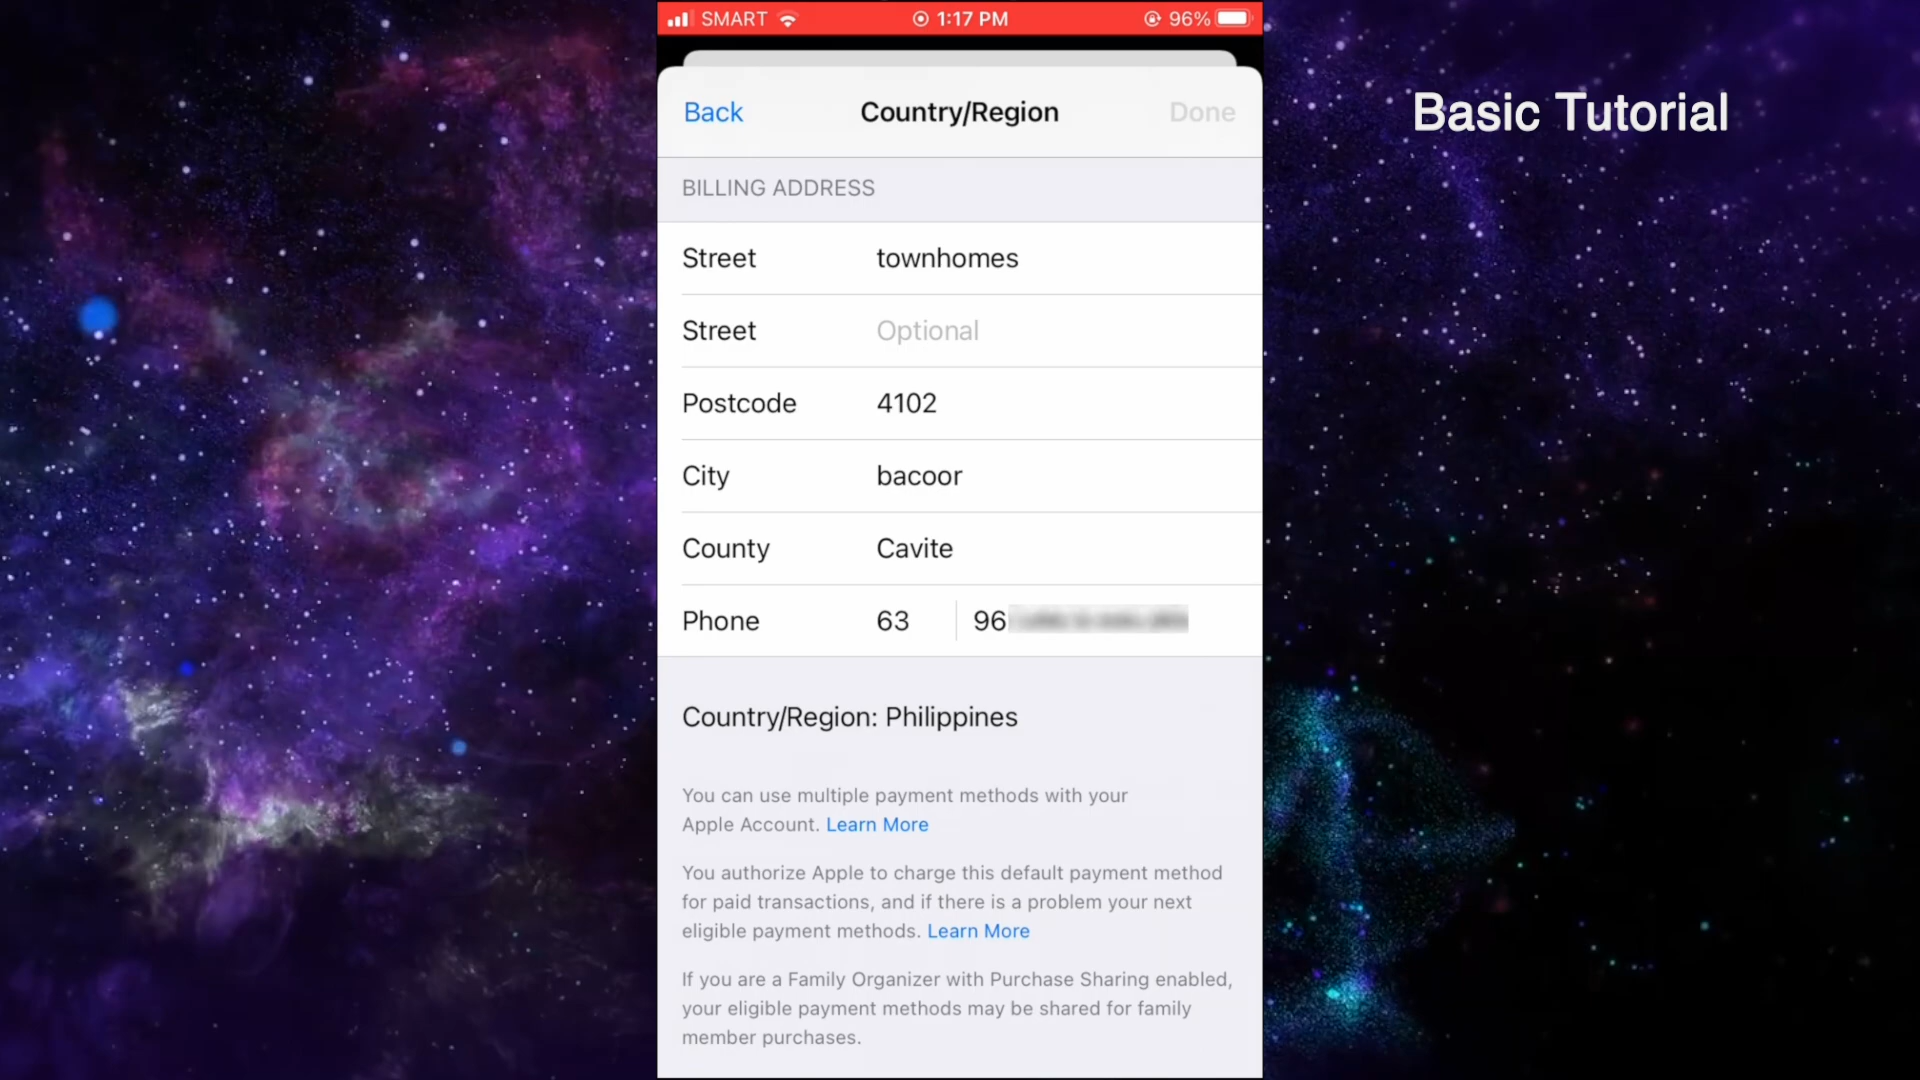 SMART 1:17 PM 96%
Basic Tutorial
Back Country/Region Done
BILLING ADDRESS
Street townhomes
Street Optional
Postcode 4102
City bacoor
County Cavite
Phone 63 96
Country/Region: Philippines
You can use multiple payment methods with your
Apple Account. Learn More
You authorize Apple to charge this default payment method
for paid transactions, and if there is a problem your next
eligible payment methods. Learn More
If you are a Family Organizer with Purchase Sharing enabled,
your eligible payment methods may be shared for family
member purchases.